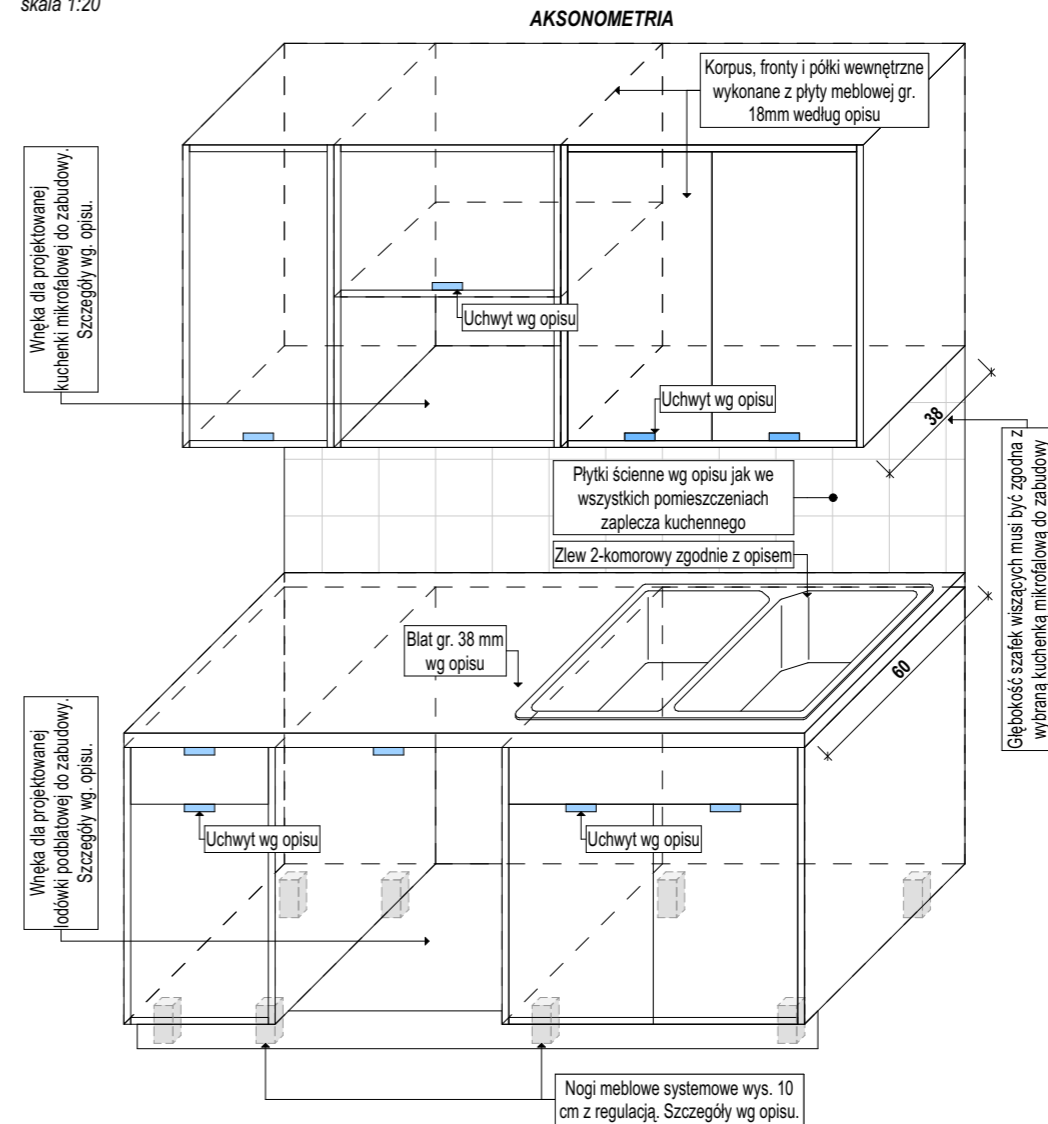 skala 1:20
AKSONOMETRIA
Korpus, fronty i półki wewnętrzne
wykonane z płyty meblowej gr.
18mm według opisu
Wnęka dla projektowanej
kuchenki mikrofalowej do zabudowy.
Szczegóły wg. opisu.
Uchwyt wg opisu
Uchwyt wg opisu
38
Płytki ścienne wg opisu jak we
wszystkich pomieszczeniach
zaplecza kuchennego
Głębokość szafek wiszących musi być zgodna z
wybraną kuchenką mikrofalową do zabudowy
Zlew 2-komorowy zgodnie z opisem
Blat gr. 38 mm
wg opisu
60
Wnęka dla projektowanej
lodówki podblatowej do zabudowy.
Szczegóły wg. opisu.
Uchwyt wg opisu
Uchwyt wg opisu
Nogi meblowe systemowe wys. 10
cm z regulacją. Szczegóły wg opisu.